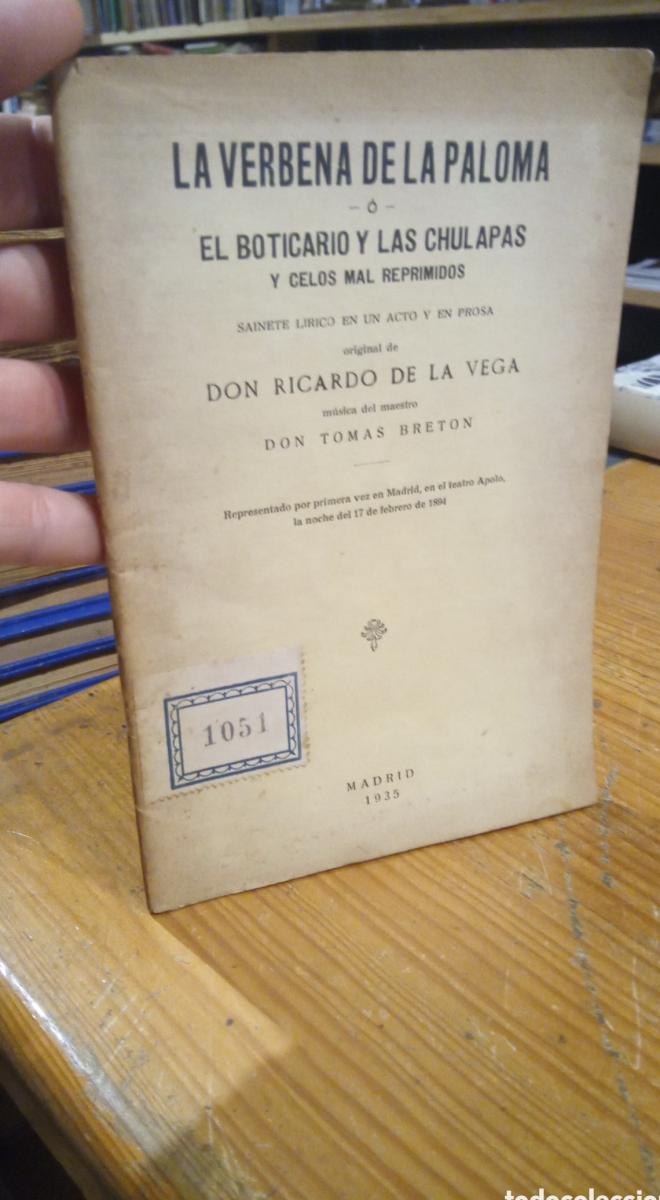 LA VERBENA DE LA PALOMA
- Ó -
EL BOTICARIO Y LAS CHULAPAS
Y CELOS MAL REPRIMIDOS
SAINETE LIRICO EN UN ACTO Y EN PROSA
original de
DON RICARDO DE LA VEGA
música del maestro
DON TOMAS BRETON
Representado por primera vez en Madrid, en el teatro Apolo,
la noche del 17 de febrero de 1894
1051
MADRID
1935